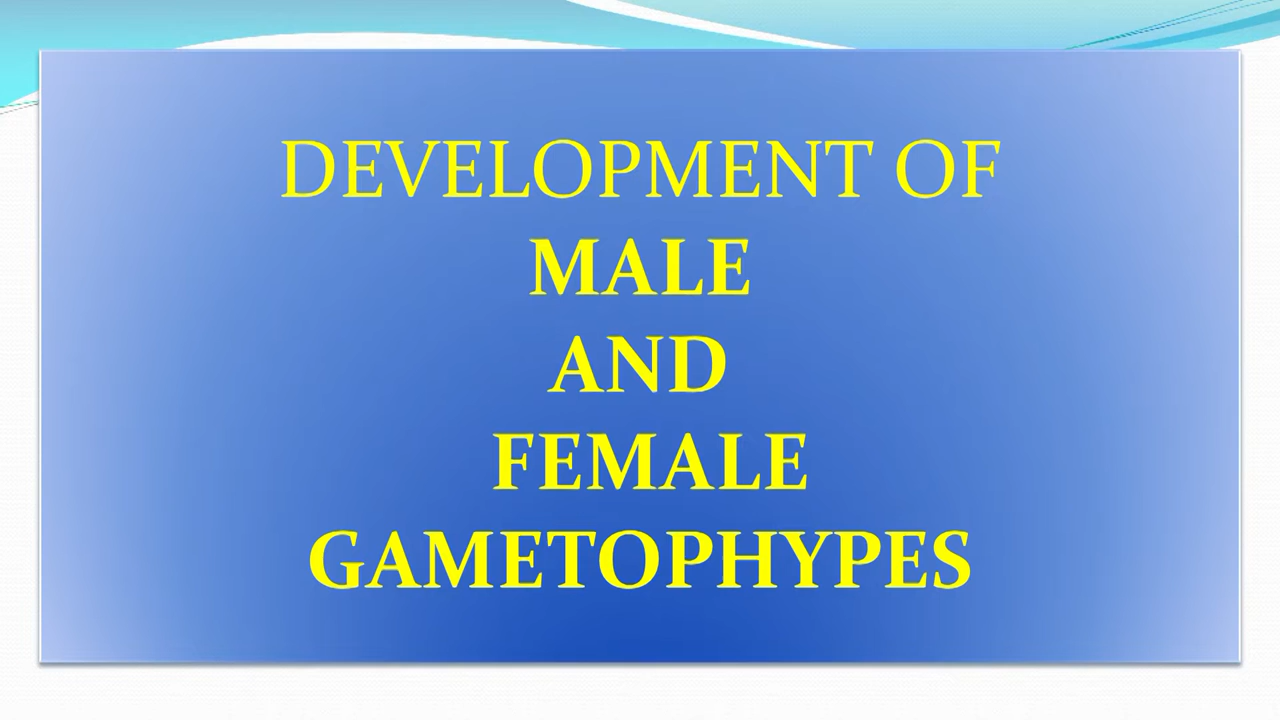 DEVELOPMENT OF
MALE
AND
FEMALE
GAMETOPHYPES